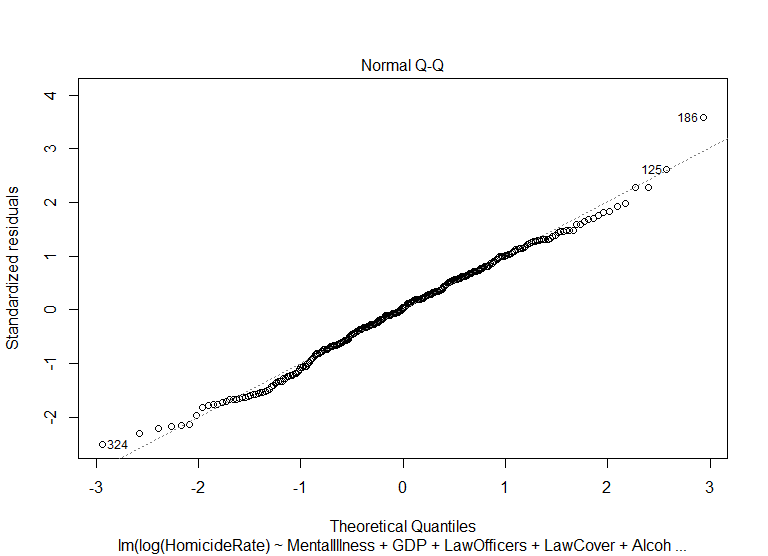 Normal Q-Q
4
3
2
1
0
-1
-2
Standardized residuals
186
125
324
-3 -2 -1 0 1 2 3
Theoretical Quantiles
lm(log(HomicideRate) ~ MentalIllness + GDP + LawOfficers + LawCover + Alcoh ...